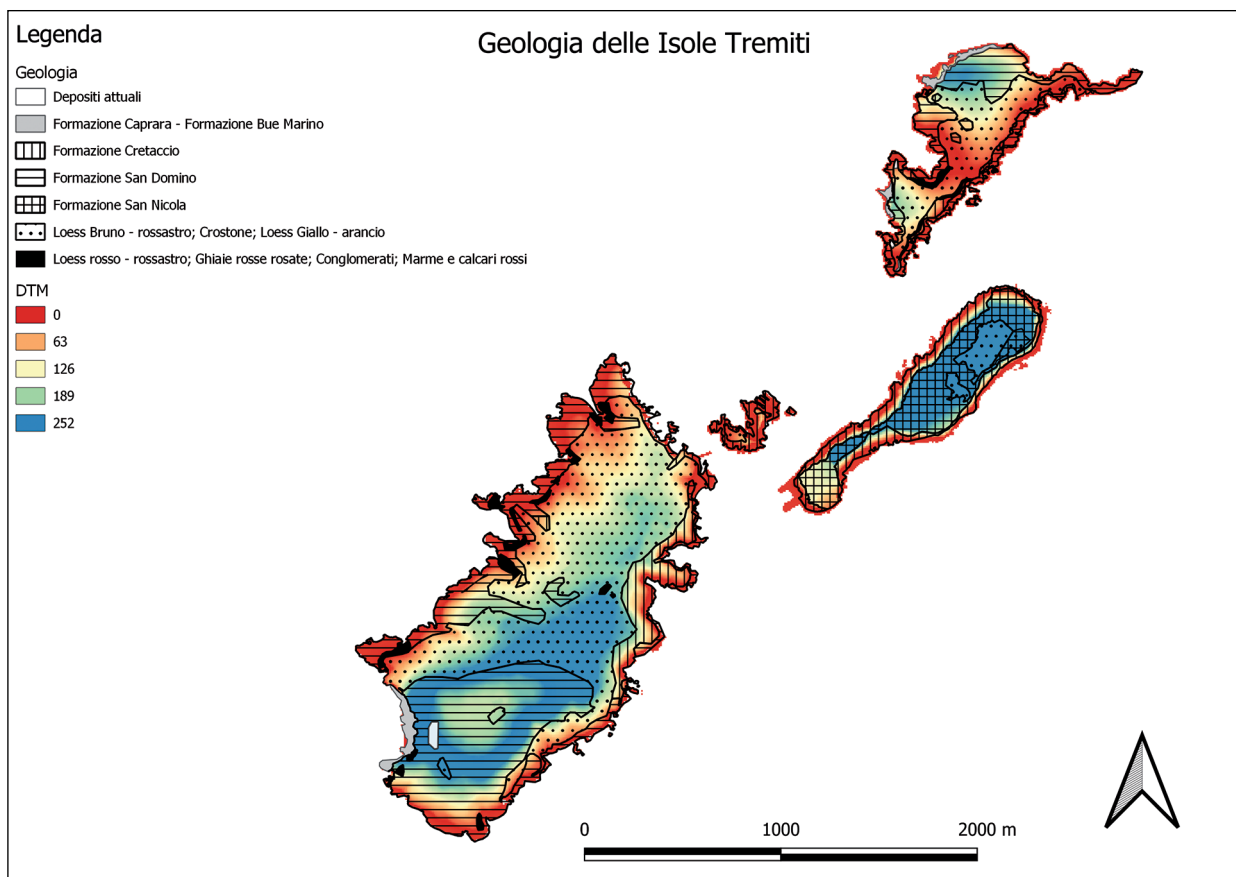 Legenda
Geologia delle Isole Tremiti
Geologia
Depositi attuali
Formazione Caprara - Formazione Bue Marino
Formazione Cretaccio
Formazione San Domino
Formazione San Nicola
Loess Bruno - rossastro; Crostone; Loess Giallo - arancio
Loess rosso - rossastro; Ghiaie rosse rosate; Conglomerati; Marme e calcari rossi
DTM
0
63
126
189
252
0 1000 2000 m